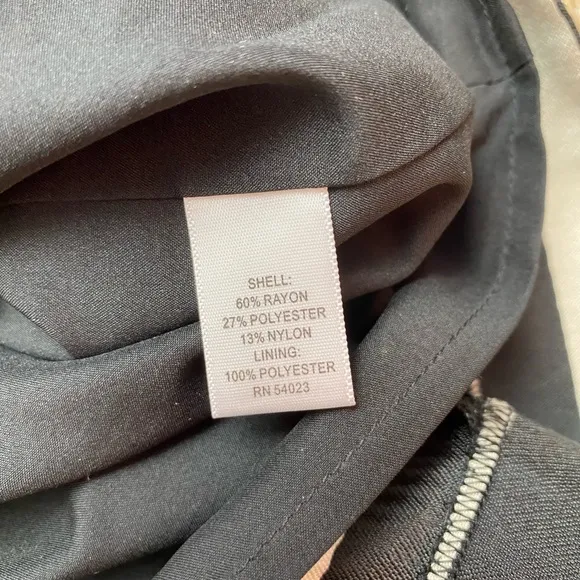 SHELL:
60% RAYON
27% POLYESTER
13% NYLON
LINING:
100% POLYESTER
RN 54023